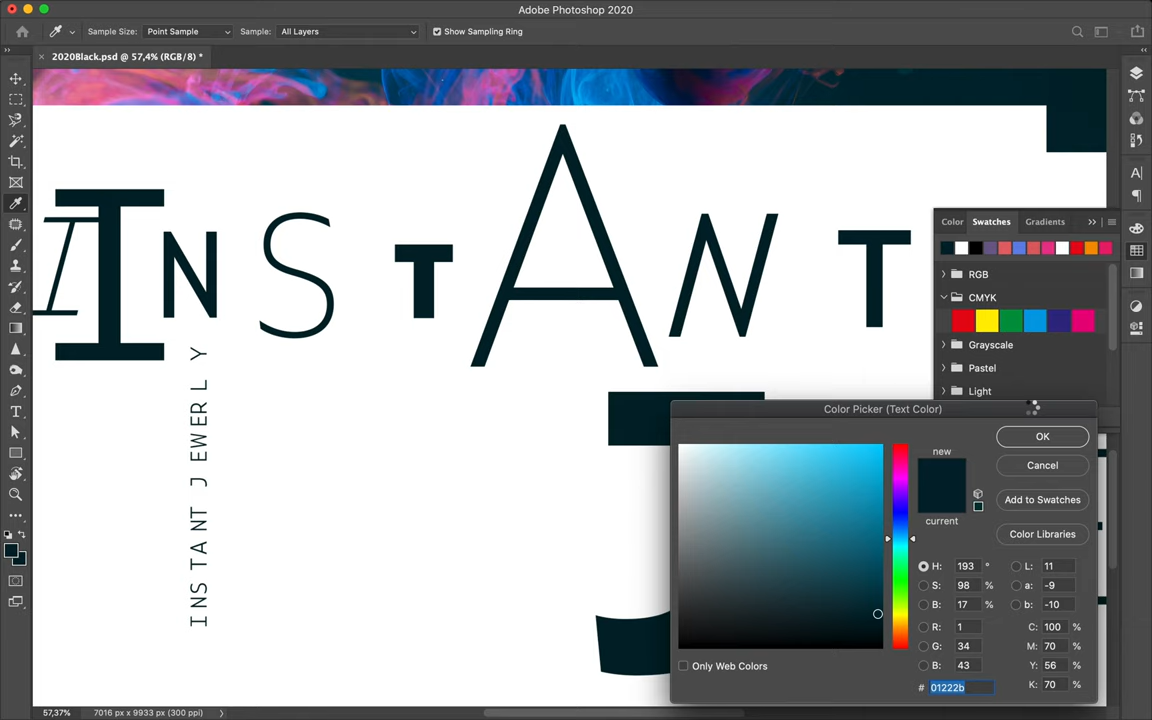 Adobe Photoshop 2020
Sample Size: Point Sample Sample: All Layers Show Sampling Ring
× 2020Black.psd @ 57,4% (RGB/8) *
I
INSTANT
INSTANT JEWERLY
J
Color Swatches Gradients
RGB
CMYK
Grayscale
Pastel
Light
Color Picker (Text Color)
new
current
OK
Cancel
Add to Swatches
Color Libraries
H: 193 ° L: 11
S: 98 % a: -9
B: 17 % b: -10
R: 1 C: 100 %
G: 34 M: 70 %
B: 43 Y: 56 %
# 01222b K: 70 %
Only Web Colors
57,37% 7016 px x 9933 px (300 ppi)